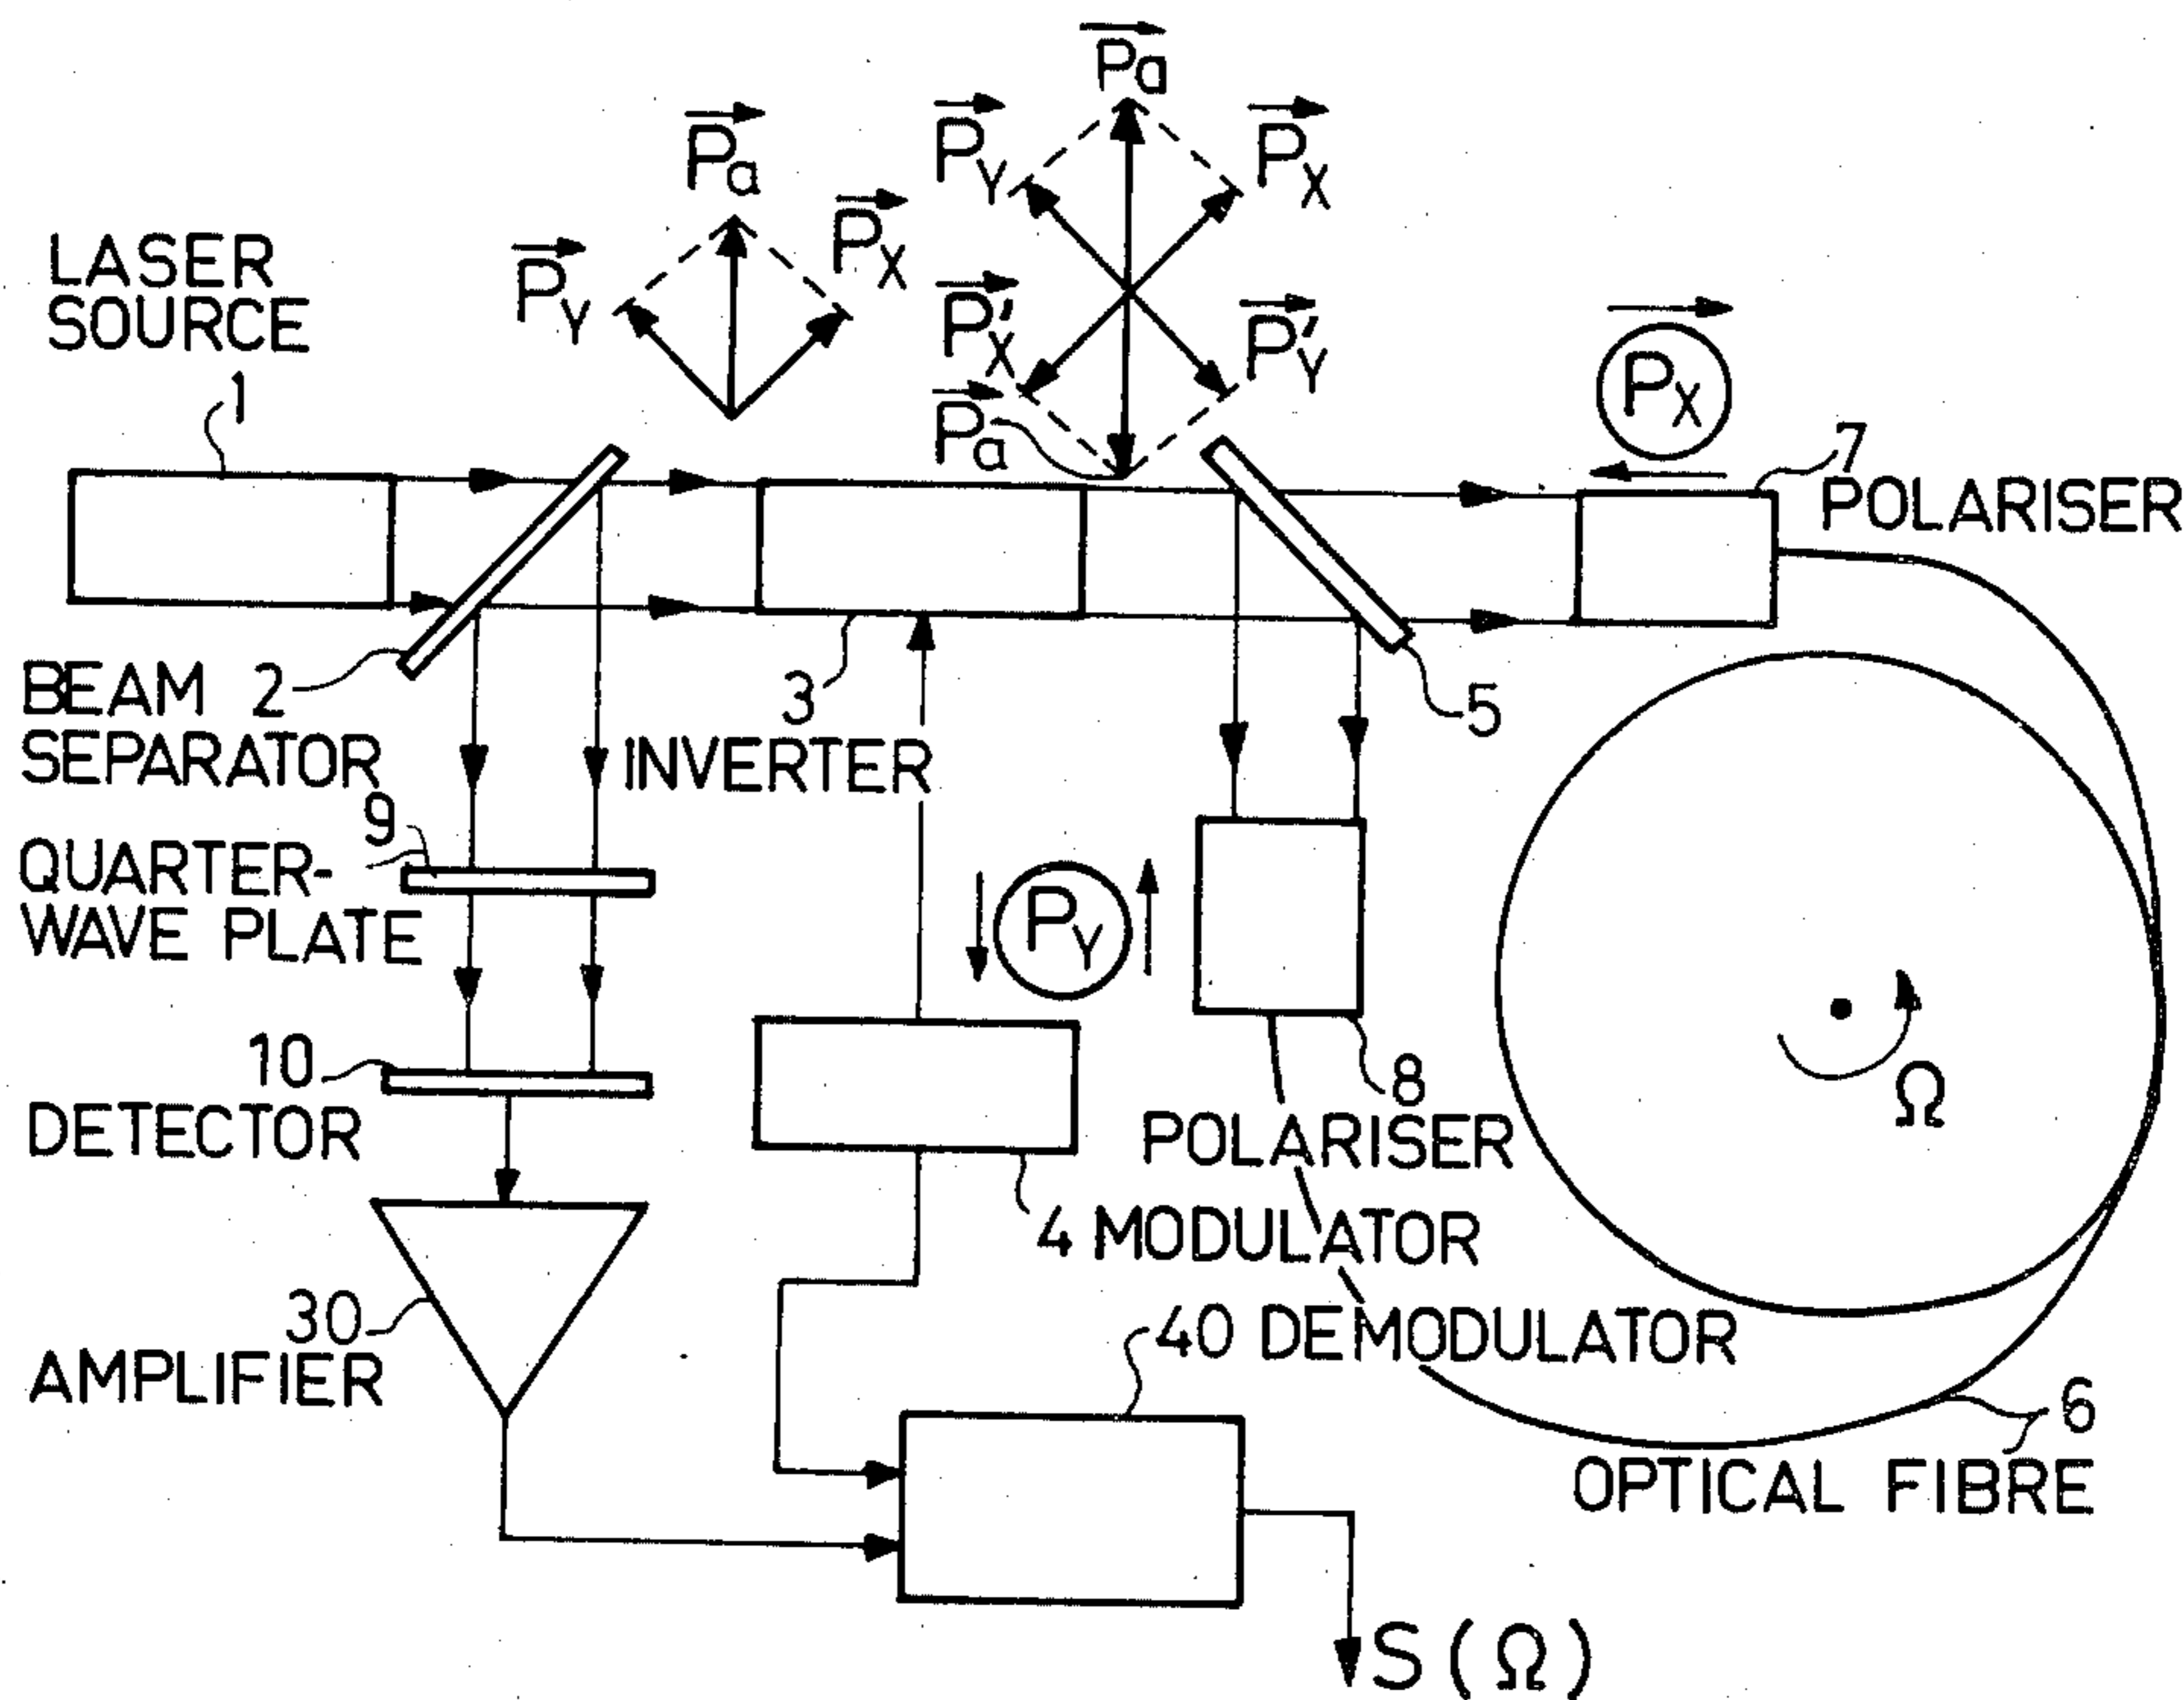 Pa
Pa
PY
PX
PY
PX
P'X
P'Y
Pa
LASER
SOURCE
1
PX
7
POLARISER
BEAM 2
SEPARATOR
3
5
INVERTER
9
QUARTER-
WAVE PLATE
PY
10
DETECTOR
8
POLARISER
Ω
4 MODULATOR
30
AMPLIFIER
40 DEMODULATOR
6
OPTICAL FIBRE
S(Ω)